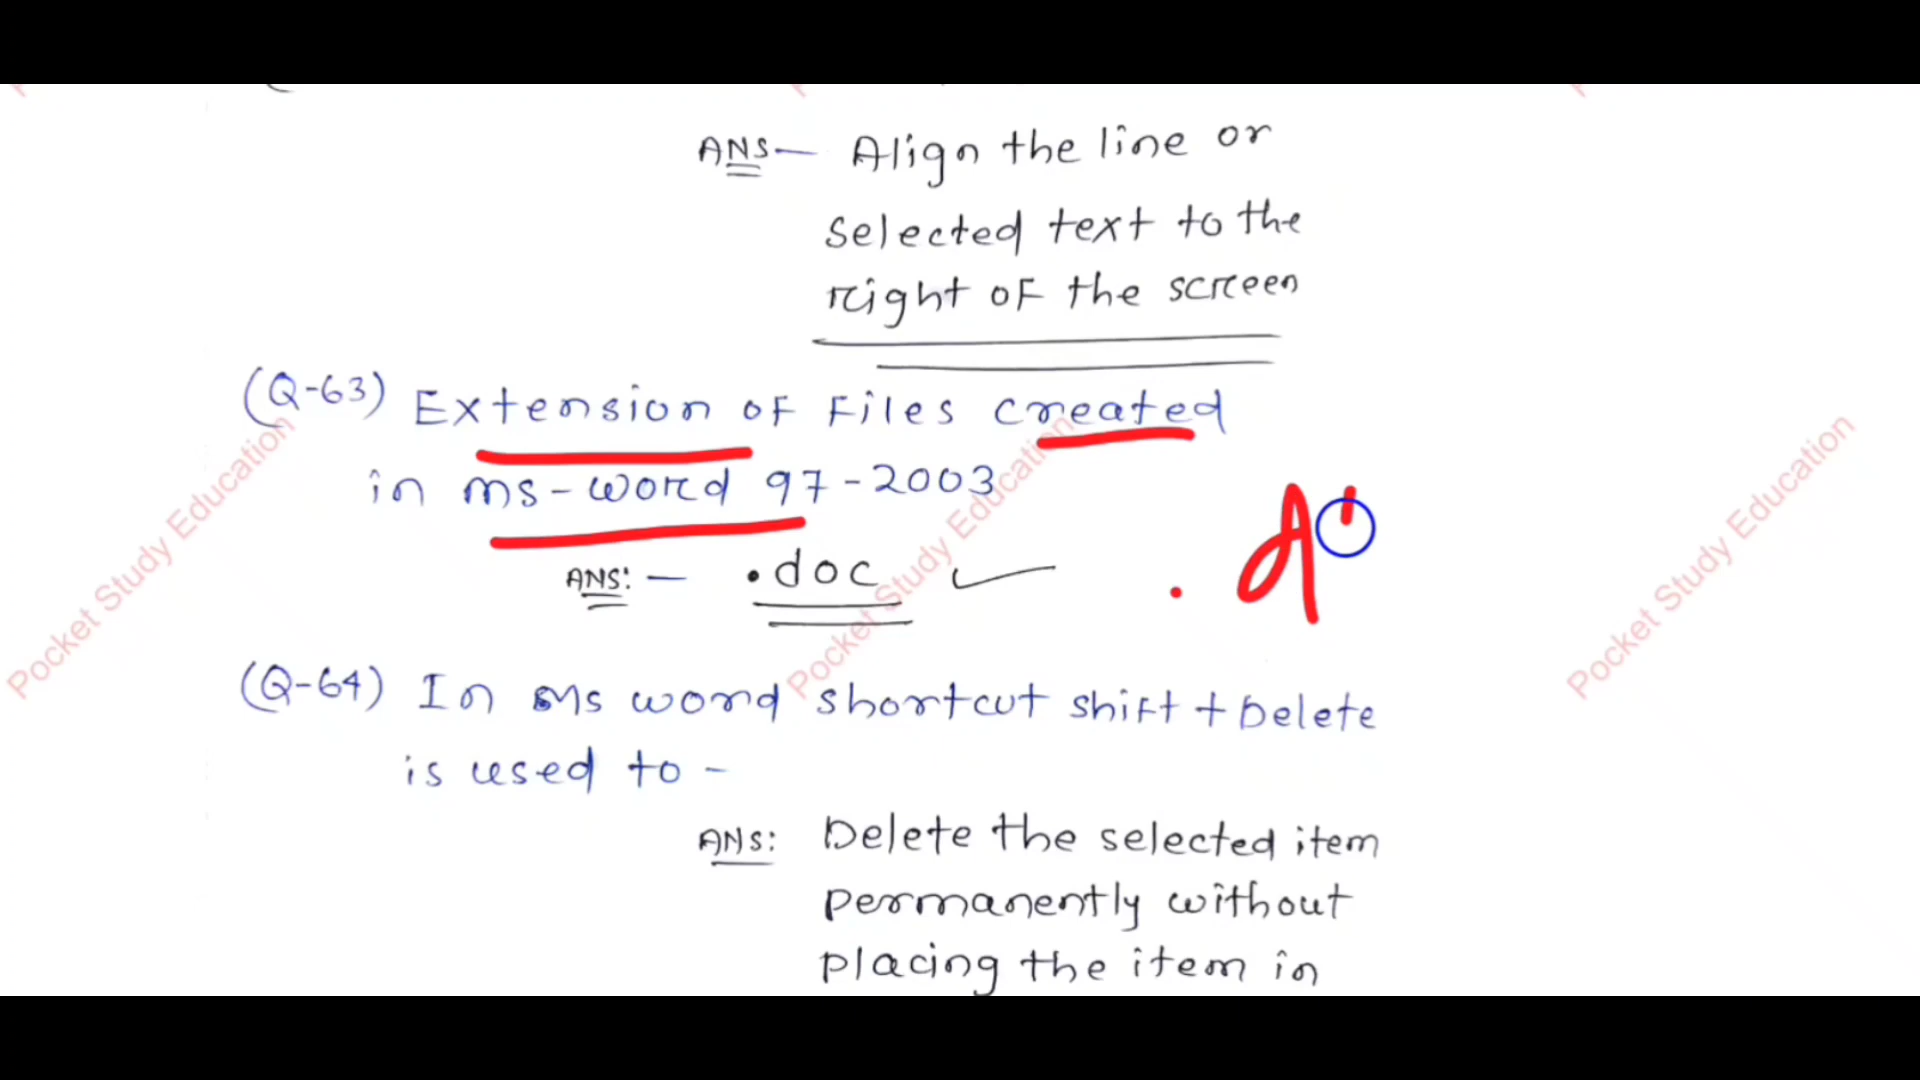 ANS — Align the line or
selected text to the
right of the screen
(Q-63) Extension of Files created
in ms-word 97-2003
ANS: — .doc
. d
(Q-64) In Ms word shortcut shift + Delete
is used to -
ANS: Delete the selected item
permanently without
placing the item in
Pocket Study Education
Pocket Study Education
Pocket Study Education